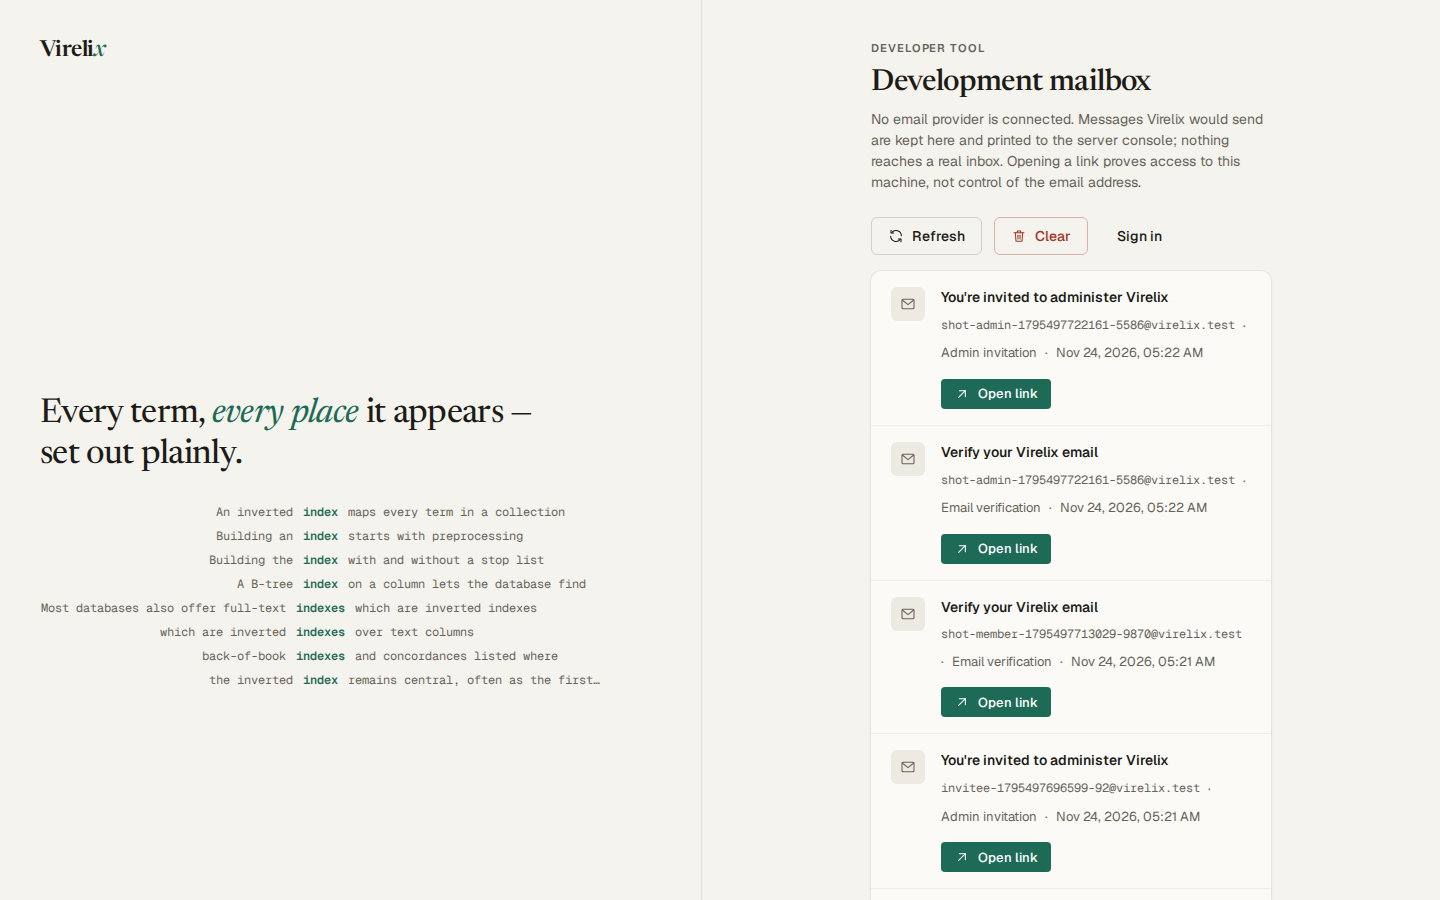 Virelix
Every term, every place it appears —
set out plainly.
An inverted index maps every term in a collection
Building an index starts with preprocessing
Building the index with and without a stop list
A B-tree index on a column lets the database find
Most databases also offer full-text indexes which are inverted indexes
which are inverted indexes over text columns
back-of-book indexes and concordances listed where
the inverted index remains central, often as the first…
DEVELOPER TOOL
Development mailbox
No email provider is connected. Messages Virelix would send
are kept here and printed to the server console; nothing
reaches a real inbox. Opening a link proves access to this
machine, not control of the email address.
Refresh Clear Sign in
You're invited to administer Virelix
shot-admin-1795497722161-5586@virelix.test ·
Admin invitation · Nov 24, 2026, 05:22 AM
Open link
Verify your Virelix email
shot-admin-1795497722161-5586@virelix.test ·
Email verification · Nov 24, 2026, 05:22 AM
Open link
Verify your Virelix email
shot-member-1795497713029-9870@virelix.test
· Email verification · Nov 24, 2026, 05:21 AM
Open link
You're invited to administer Virelix
invitee-1795497696599-92@virelix.test ·
Admin invitation · Nov 24, 2026, 05:21 AM
Open link